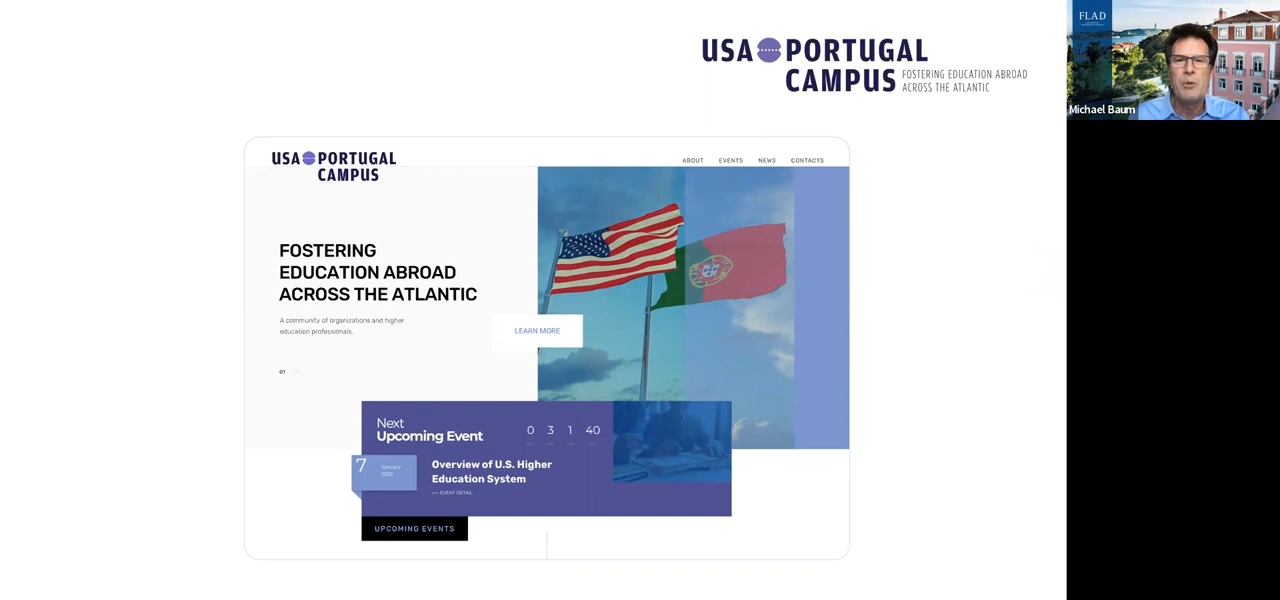 USA PORTUGAL
CAMPUS
FOSTERING EDUCATION ABROAD
ACROSS THE ATLANTIC
FLAD
Michael Baum
USA PORTUGAL
CAMPUS
ABOUT EVENTS NEWS CONTACTS
FOSTERING
EDUCATION ABROAD
ACROSS THE ATLANTIC
A community of organizations and higher
education professionals.
LEARN MORE
01
Next
Upcoming Event
0 3 1 40
7 January
2022
Overview of U.S. Higher
Education System
EVENT DETAIL
UPCOMING EVENTS